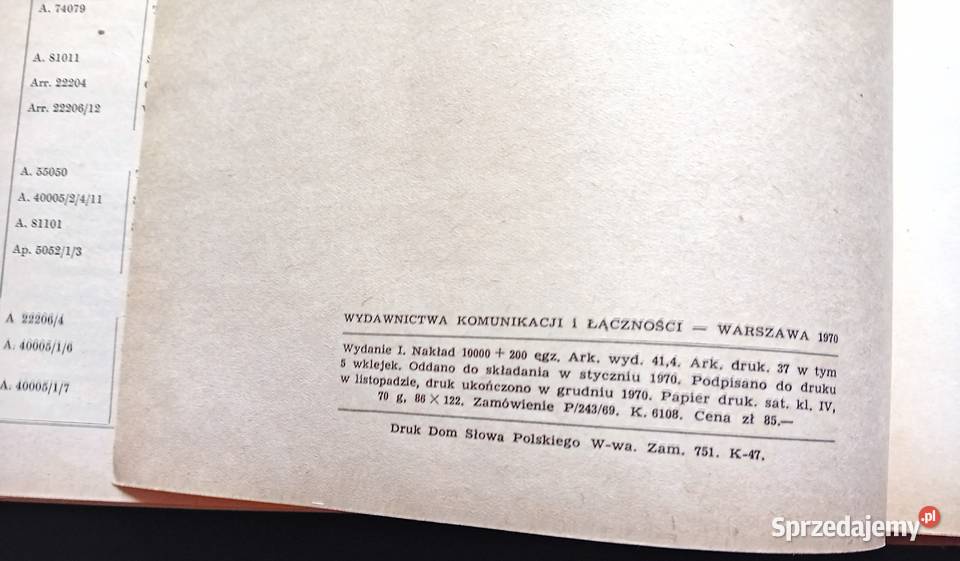 A. 74079
A. 81011
Arr. 22204
Arr. 22206/12
A. 55050
A. 40005/2/4/11
A. 81101
Ap. 5052/1/3
A 22206/4
A. 40005/1/6
A. 40005/1/7
WYDAWNICTWA KOMUNIKACJI i ŁĄCZNOŚCI — WARSZAWA 1970
Wydanie I. Nakład 10000 + 200 egz. Ark. wyd. 41,4. Ark. druk. 37 w tym
5 wklejek. Oddano do składania w styczniu 1970. Podpisano do druku
w listopadzie, druk ukończono w grudniu 1970. Papier druk. sat. kl. IV,
70 g, 86 × 122. Zamówienie P/243/69. K. 6108. Cena zł 85.—
Druk Dom Słowa Polskiego W-wa. Zam. 751. K-47.
Sprzedajemy.pl